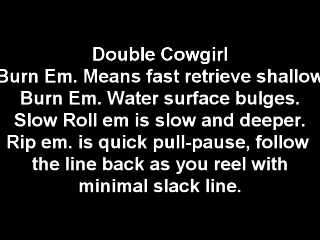 Double Cowgirl
Burn Em. Means fast retrieve shallow
Burn Em. Water surface bulges.
Slow Roll em is slow and deeper.
Rip em. is quick pull-pause, follow
the line back as you reel with
minimal slack line.